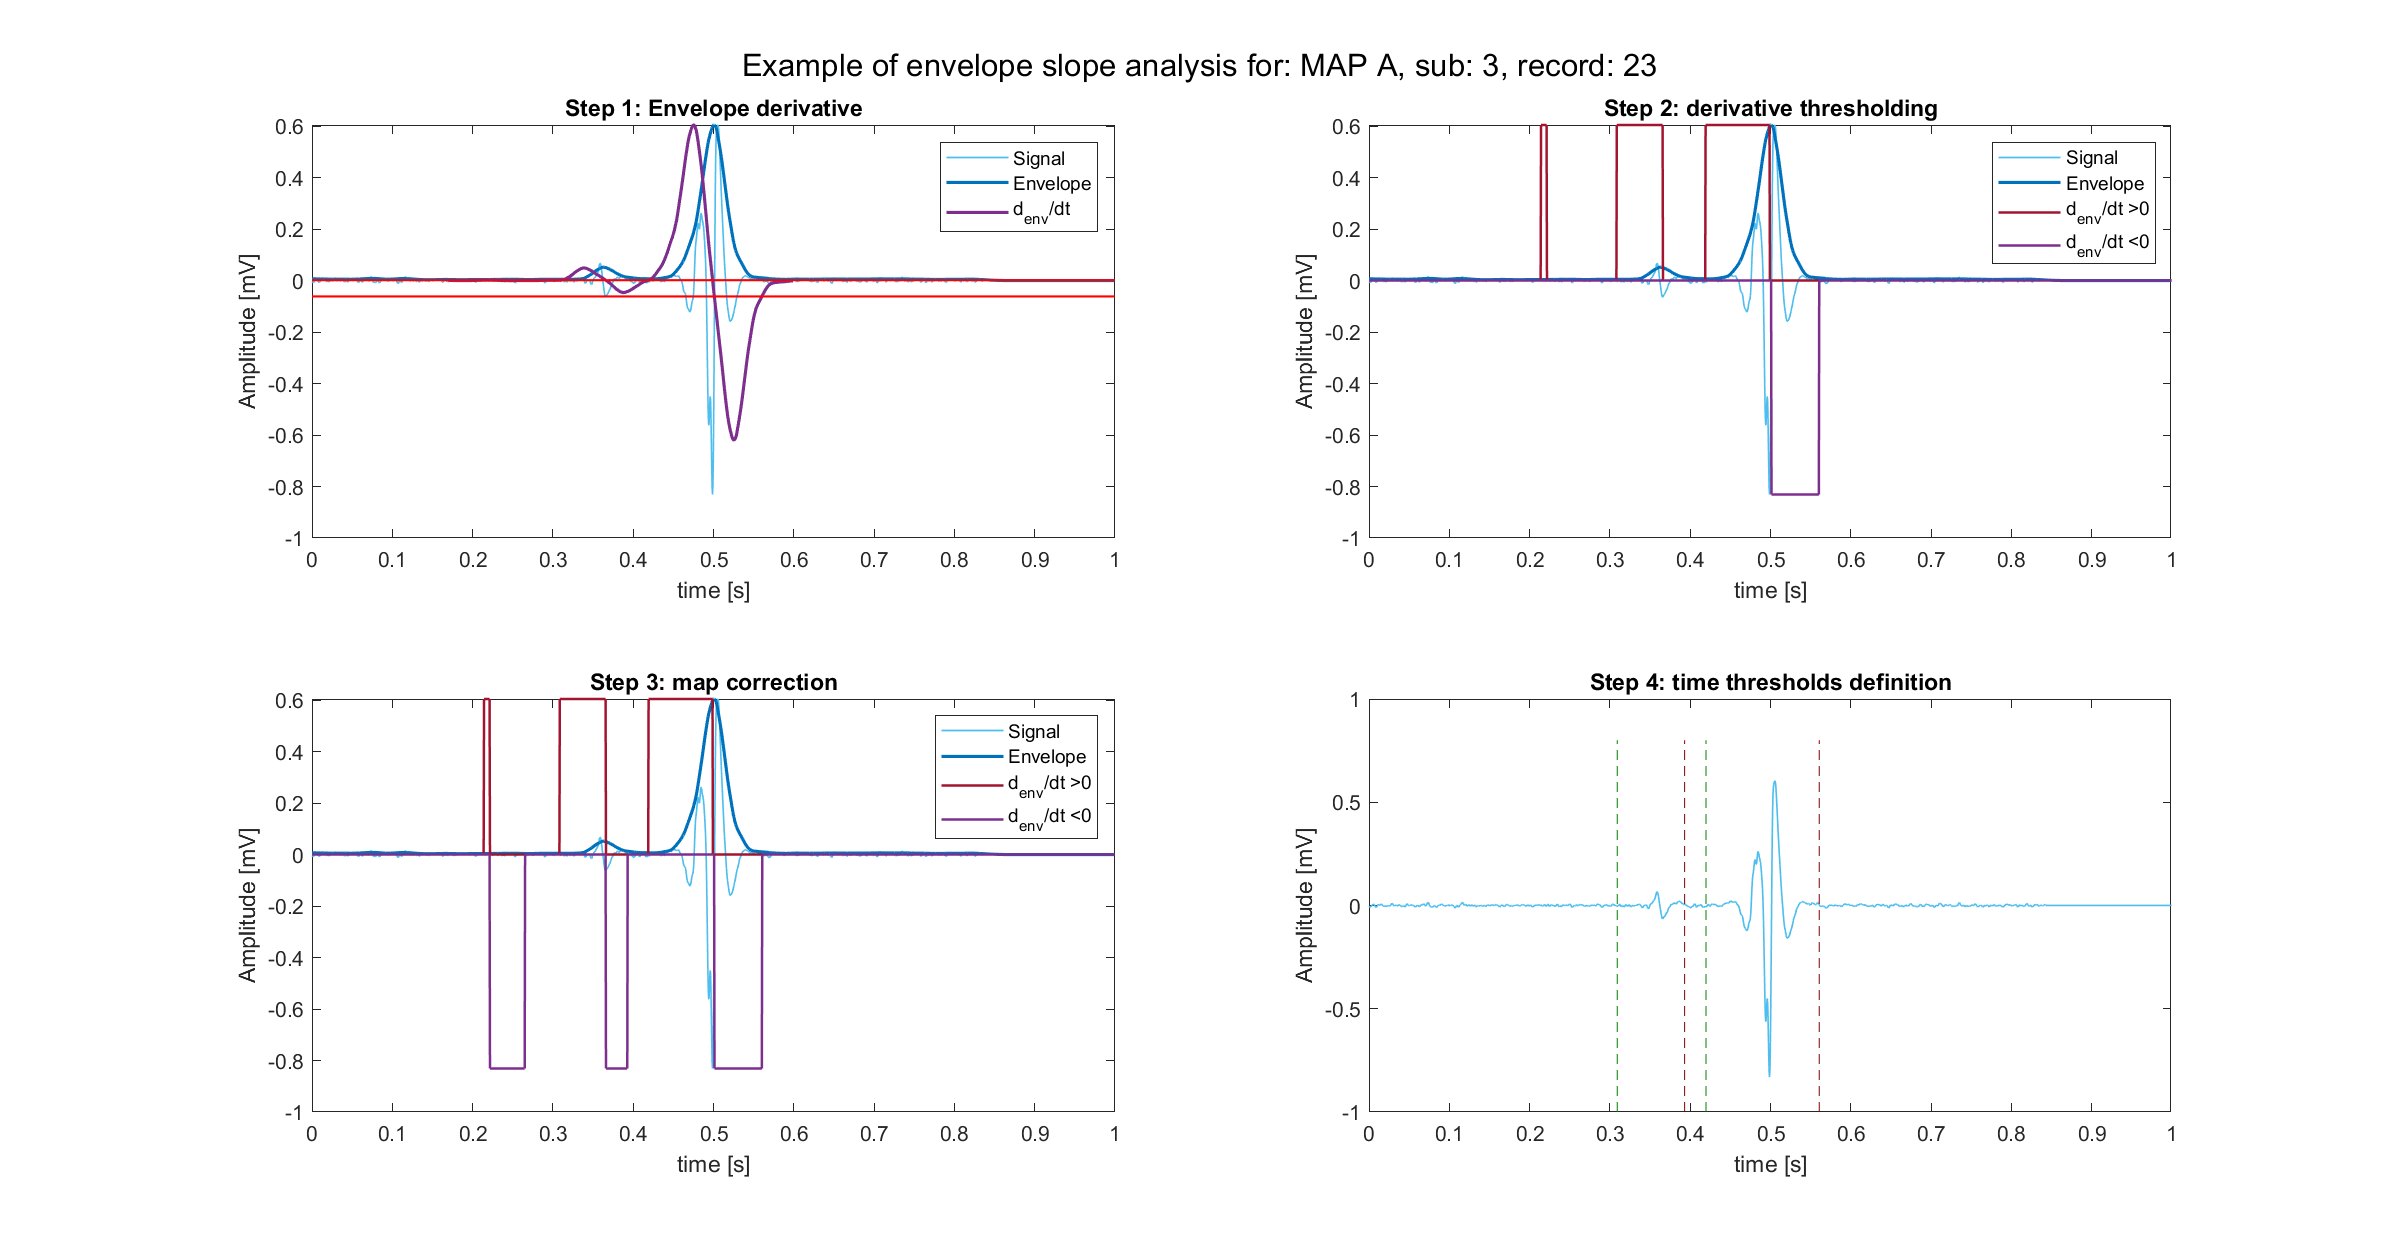 Example of envelope slope analysis for: MAP A, sub: 3, record: 23
Step 1: Envelope derivative
0.6
0.4
0.2
0
-0.2
-0.4
-0.6
-0.8
-1
Amplitude [mV]
Signal
Envelope
d_env/dt
0 0.1 0.2 0.3 0.4 0.5 0.6 0.7 0.8 0.9 1
time [s]
Step 2: derivative thresholding
0.6
0.4
0.2
0
-0.2
-0.4
-0.6
-0.8
-1
Amplitude [mV]
Signal
Envelope
d_env/dt >0
d_env/dt <0
0 0.1 0.2 0.3 0.4 0.5 0.6 0.7 0.8 0.9 1
time [s]
Step 3: map correction
0.6
0.4
0.2
0
-0.2
-0.4
-0.6
-0.8
-1
Amplitude [mV]
Signal
Envelope
d_env/dt >0
d_env/dt <0
0 0.1 0.2 0.3 0.4 0.5 0.6 0.7 0.8 0.9 1
time [s]
Step 4: time thresholds definition
1
0.5
0
-0.5
-1
Amplitude [mV]
0 0.1 0.2 0.3 0.4 0.5 0.6 0.7 0.8 0.9 1
time [s]